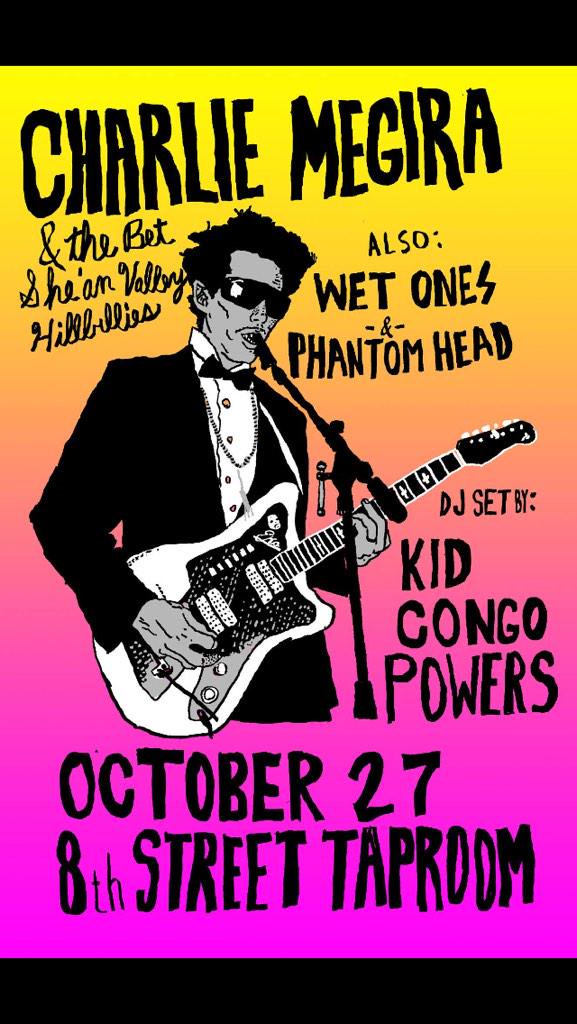 CHARLIE MEGIRA
& the Bet
She'an Valley
Hillbillies
ALSO:
WET ONES
-&-
PHANTOM HEAD
DJ SET BY:
KID
CONGO
POWERS
OCTOBER 27
8th STREET TAPROOM